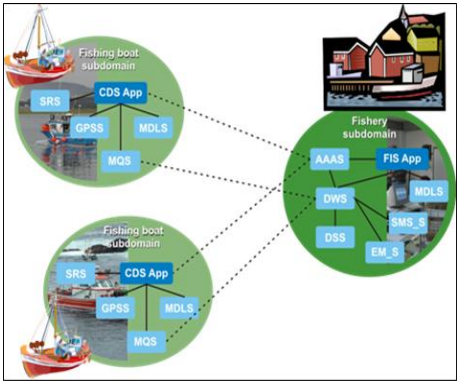 Fishing boat
subdomain
SRS
CDS App
GPSS
MDLS
MQS
Fishery
subdomain
AAAS
FIS App
MDLS
DWS
SMS_S
DSS
EM_S
Fishing boat
subdomain
SRS
CDS App
GPSS
MDLS
MQS